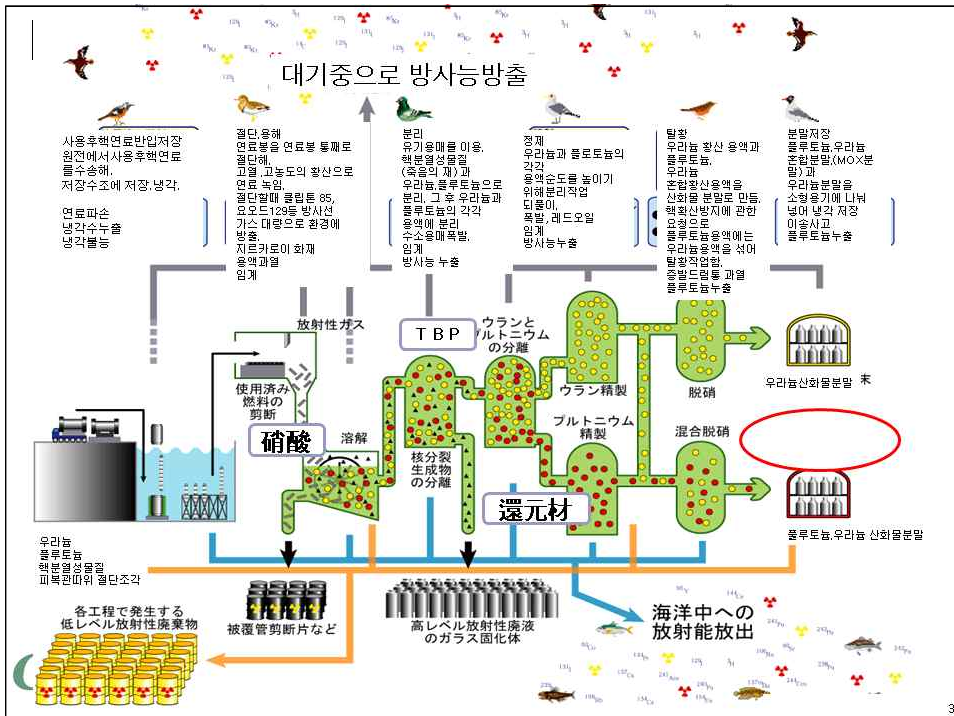 대기중으로 방사능방출
사용후핵연료반입저장
원전에서사용후핵연료
를수송해.
저장수조에 저장.냉각.
연료파손
냉각수누출
냉각불능
절단.용해
연료봉을 연료봉 통째로
절단해.
고열.고농도의 황산으로
연료 녹임.
절단할때 클립톤 85,
요오드129등 방사선
가스 대량으로 환경에
방출.
지르카로이 화재
용액과열
임계
분리
유기용매를 이용.
핵분열성물질
(죽음의 재) 과
우라늄.플루토늄으로
분리. 그 후 우라늄과
플루토늄의 각각
용액에 분리
수소용매폭발.
임계
방사능 누출
정제
우라늄과 플로토늄의
각각
용액순도를 높이기
위해분리작업
되풀이.
폭발, 레드오일
임계
방사능누출
탈황
우라늄 황산 용액과
플루토늄.
우라늄
혼합황산용액을
산화물 분말로 만듬.
핵확산방지에 관한
요청으로
플루토늄용액에는
우라늄용액을 섞어
탈황작업함.
증발드럼통 과열
플루토늄누출
분말저장
플루토늄.우라늄
혼합분말.(MOX분
말) 과
우라늄분말을
소형용기에 나눠
넣어 냉각 저장
이송사고
플루토늄누출
放射性ガス
ＴＢＰ
ウランと
プルトニウム
の分離
使用済み
燃料の
剪断
硝酸
溶解
核分裂
生成物
の分離
ウラン精製
プルトニウム
精製
脱硝
混合脱硝
還元材
우라늄산화물분말 末
플루토늄.우라늄 산화물분말
우라늄
플루토늄
핵분열성물질
피복관따위 절단조각
各工程で発生する
低レベル放射性廃棄物
被覆管剪断片など
高レベル放射性廃液
のガラス固化体
海洋中への
放射能放出
3